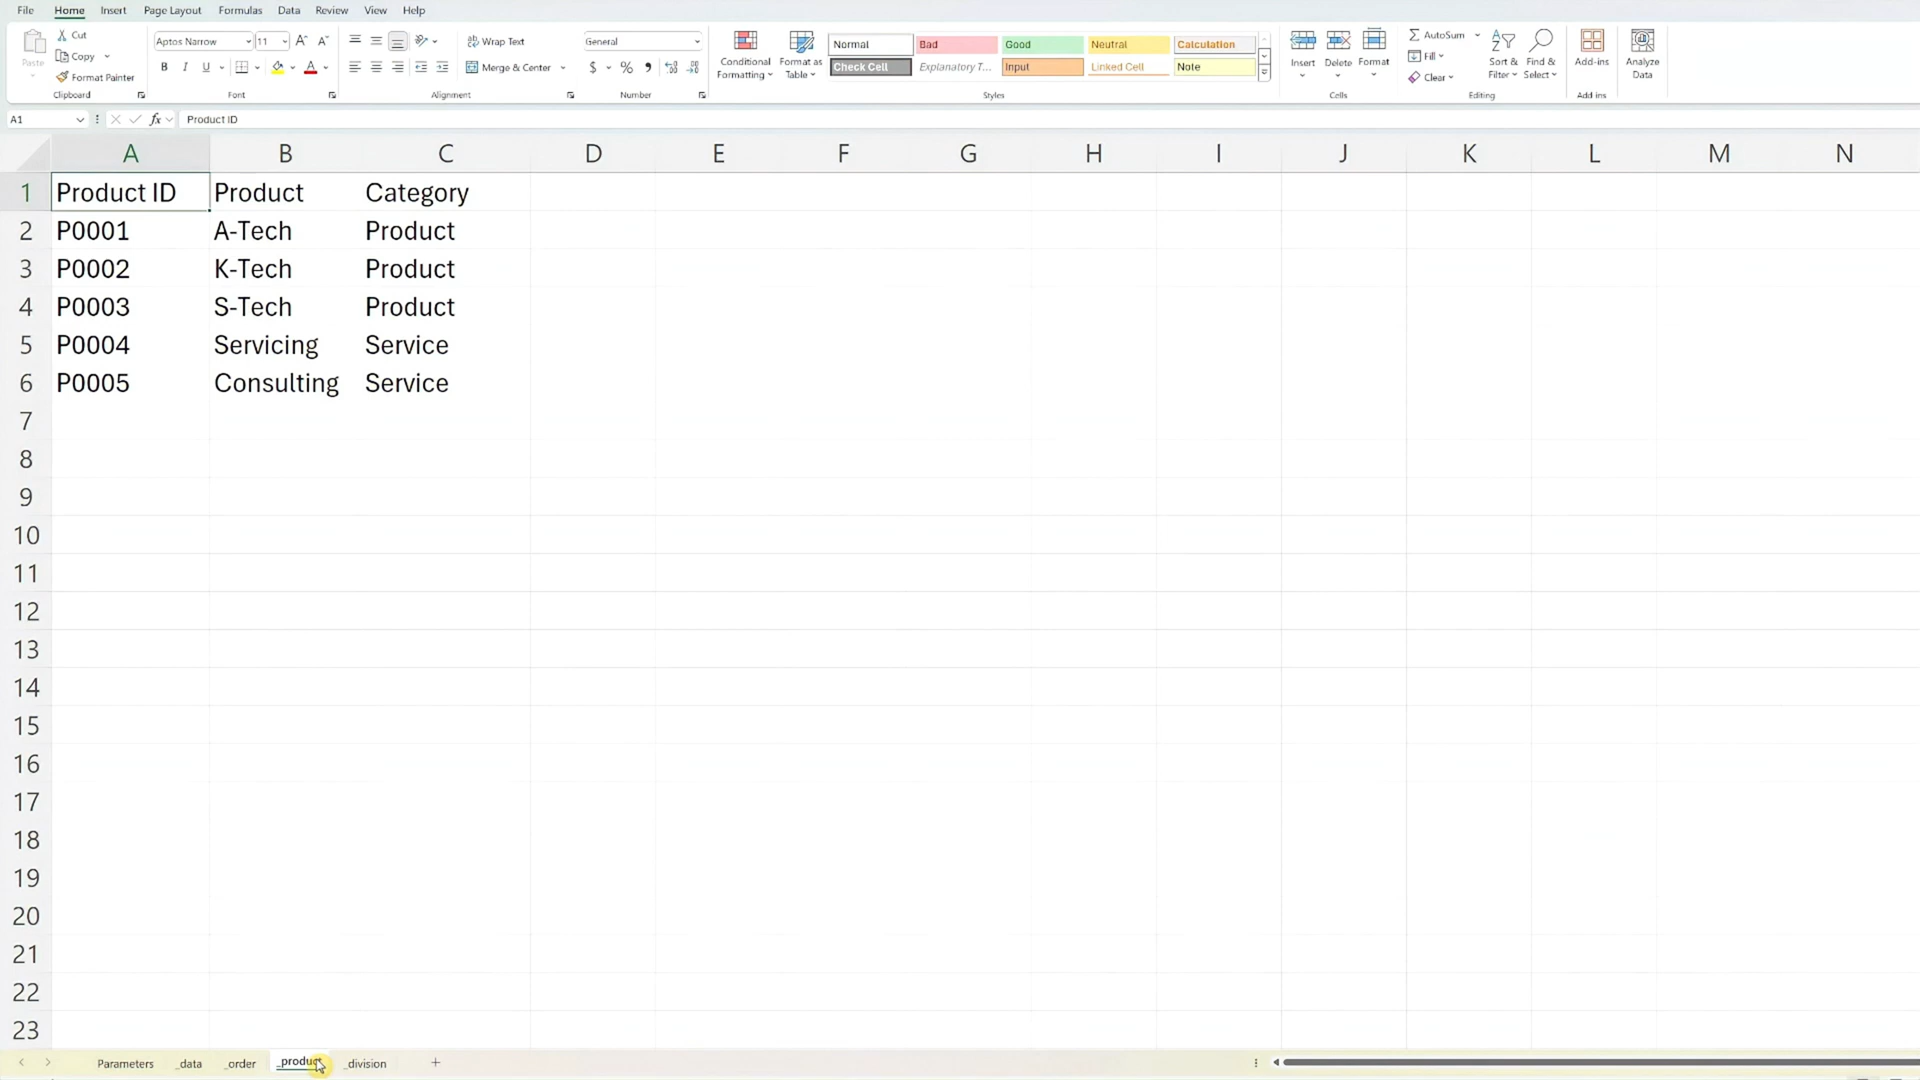 File Home Insert Page Layout Formulas Data Review View Help
Paste Cut Copy Format Painter Clipboard
Aptos Narrow 11 A A B I U A Font
Wrap Text Merge & Center Alignment
General $ % , Number
Conditional Formatting Format as Table
Normal Bad Good Neutral Calculation
Check Cell Explanatory T... Input Linked Cell Note
Styles
Insert Delete Format Cells
AutoSum Fill Clear Sort & Filter Find & Select Editing
Add-ins Add ins
Analyze Data
A1 fx Product ID
A B C D E F G H I J K L M N
1 Product ID Product Category
2 P0001 A-Tech Product
3 P0002 K-Tech Product
4 P0003 S-Tech Product
5 P0004 Servicing Service
6 P0005 Consulting Service
7
8
9
10
11
12
13
14
15
16
17
18
19
20
21
22
23
Parameters _data _order _product _division +